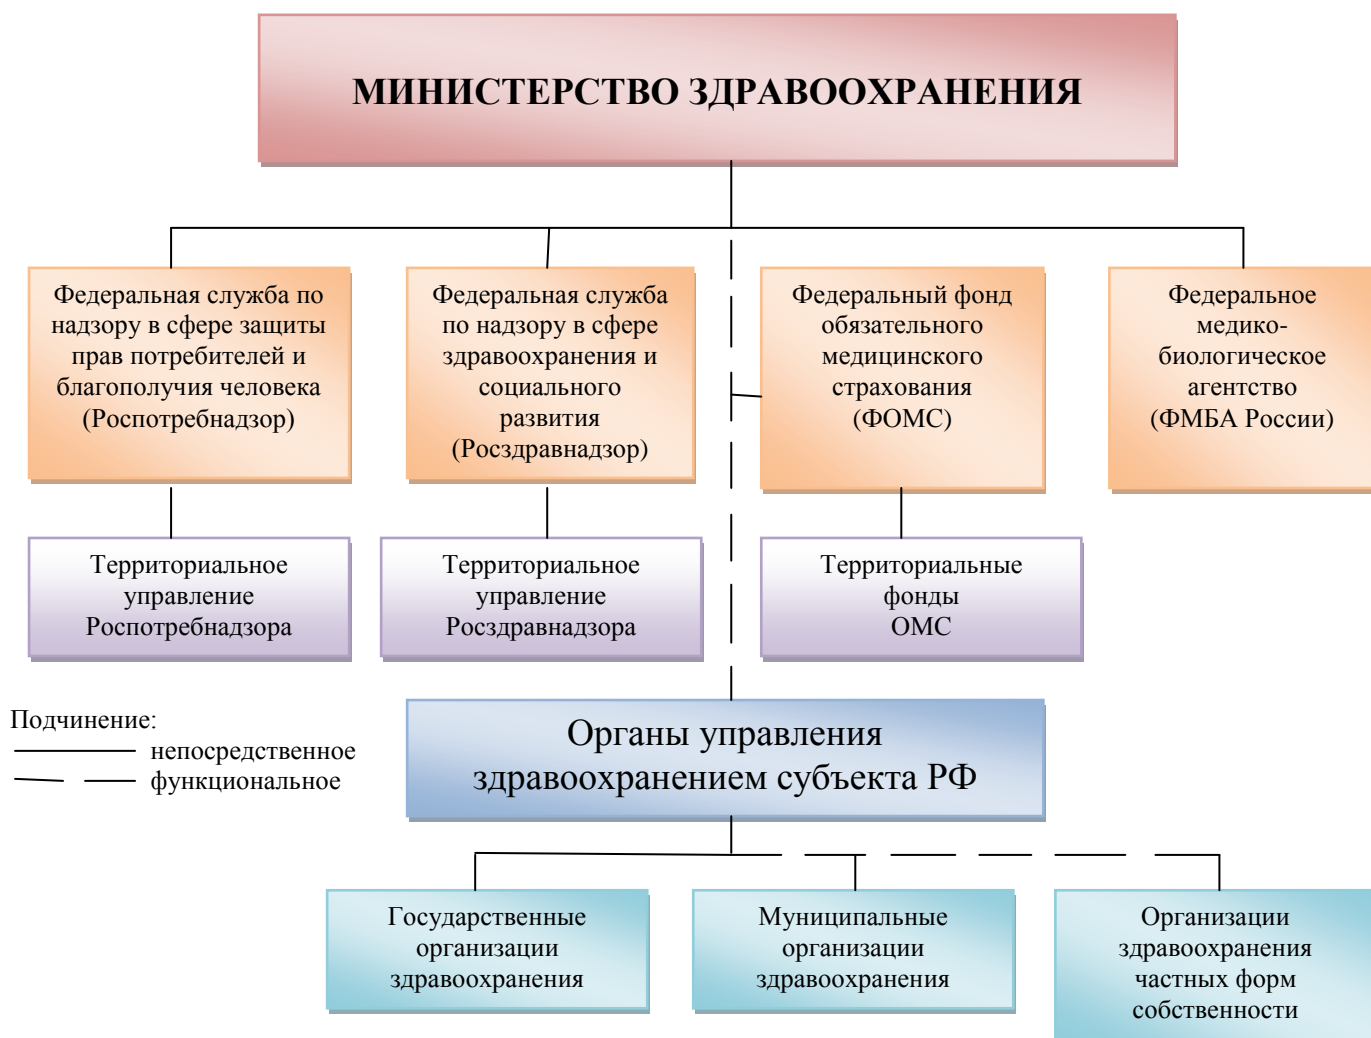 МИНИСТЕРСТВО ЗДРАВООХРАНЕНИЯ
Федеральная служба по
надзору в сфере защиты
прав потребителей и
благополучия человека
(Роспотребнадзор)
Федеральная служба
по надзору в сфере
здравоохранения и
социального
развития
(Росздравнадзор)
Федеральный фонд
обязательного
медицинского
страхования
(ФОМС)
Федеральное
медико-
биологическое
агентство
(ФМБА России)
Территориальное
управление
Роспотребнадзора
Территориальное
управление
Росздравнадзора
Территориальные
фонды
ОМС
Подчинение:
непосредственное
функциональное
Органы управления
здравоохранением субъекта РФ
Государственные
организации
здравоохранения
Муниципальные
организации
здравоохранения
Организации
здравоохранения
частных форм
собственности